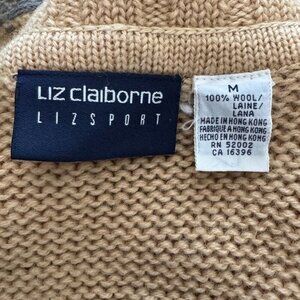 Liz claiborne
LIZSPORT
M
100% WOOL/
LAINE/
LANA
MADE IN HONG KONG
FABRIQUE A HONG KONG
HECHO EN HONG KONG
RN 52002
CA 16396